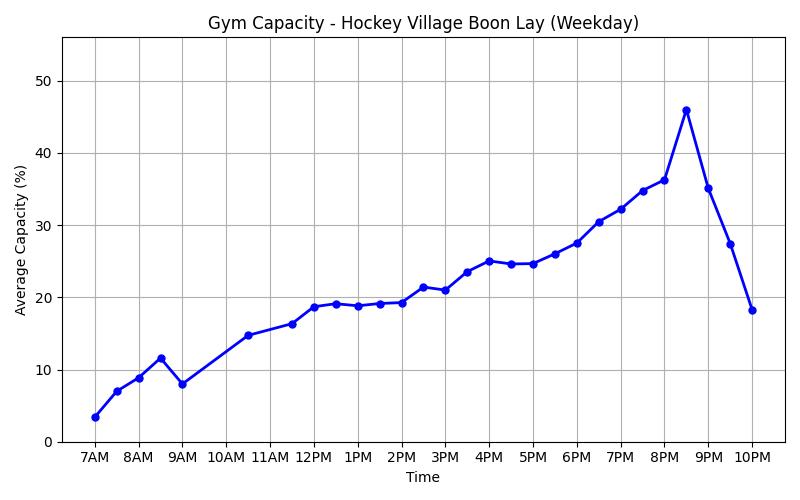 Gym Capacity - Hockey Village Boon Lay (Weekday)
Average Capacity (%)
50
40
30
20
10
0
7AM 8AM 9AM 10AM 11AM 12PM 1PM 2PM 3PM 4PM 5PM 6PM 7PM 8PM 9PM 10PM
Time